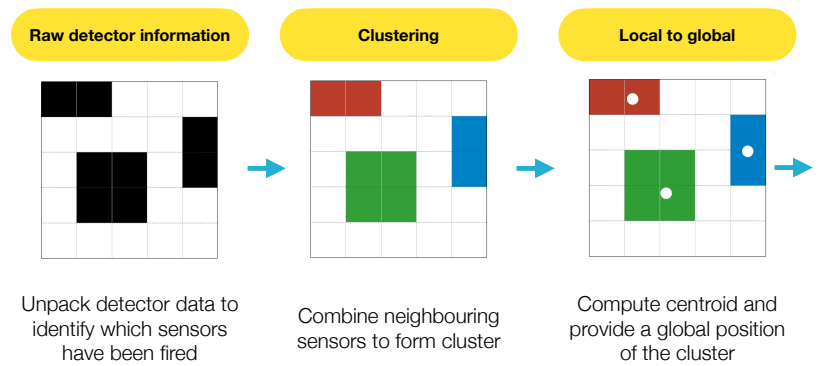 Raw detector information
Clustering
Local to global
Unpack detector data to
identify which sensors
have been fired
Combine neighbouring
sensors to form cluster
Compute centroid and
provide a global position
of the cluster